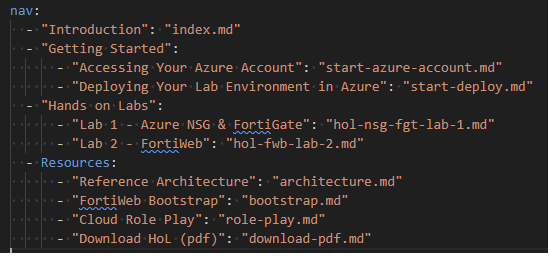 nav:
  - "Introduction": "index.md"
  - "Getting Started":
      - "Accessing Your Azure Account": "start-azure-account.md"
      - "Deploying Your Lab Environment in Azure": "start-deploy.md"
  - "Hands on Labs":
      - "Lab 1 - Azure NSG & FortiGate": "hol-nsg-fgt-lab-1.md"
      - "Lab 2 - FortiWeb": "hol-fwb-lab-2.md"
  - Resources:
      - "Reference Architecture": "architecture.md"
      - "FortiWeb Bootstrap": "bootstrap.md"
      - "Cloud Role Play": "role-play.md"
      - "Download HoL (pdf)": "download-pdf.md"